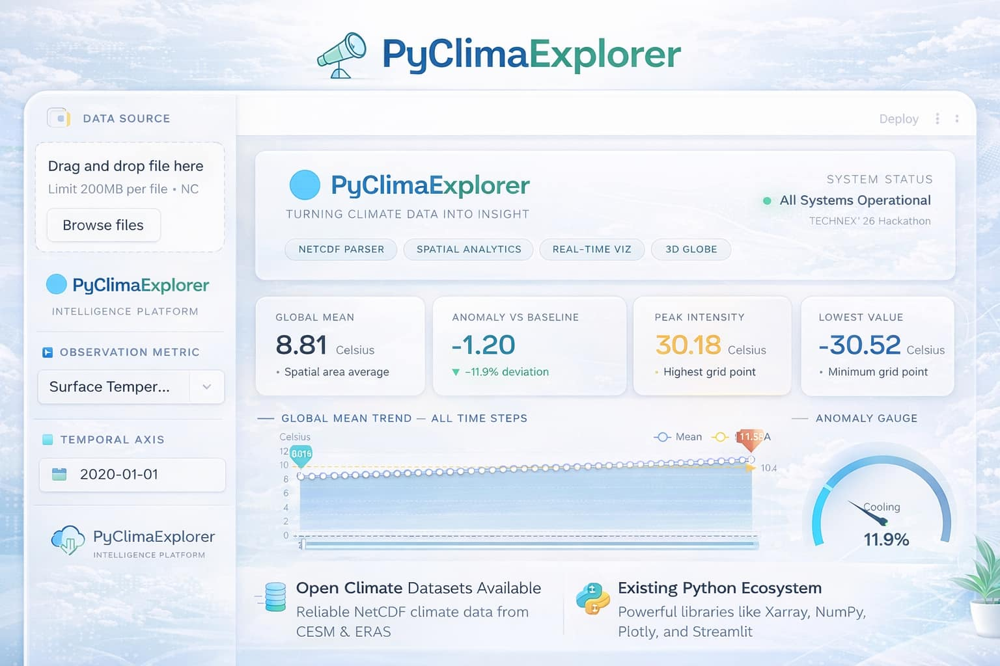 PyClimaExplorer
DATA SOURCE
Drag and drop file here
Limit 200MB per file • NC
Browse files
PyClimaExplorer
INTELLIGENCE PLATFORM
OBSERVATION METRIC
Surface Temper...
TEMPORAL AXIS
2020-01-01
PyClimaExplorer
INTELLIGENCE PLATFORM
Deploy
PyClimaExplorer
TURNING CLIMATE DATA INTO INSIGHT
NETCDF PARSER
SPATIAL ANALYTICS
REAL-TIME VIZ
3D GLOBE
SYSTEM STATUS
All Systems Operational
TECHNEX' 26 Hackathon
GLOBAL MEAN
8.81 Celsius
• Spatial area average
ANOMALY VS BASELINE
-1.20
▼ -11.9% deviation
PEAK INTENSITY
30.18 Celsius
• Highest grid point
LOWEST VALUE
-30.52 Celsius
• Minimum grid point
GLOBAL MEAN TREND — ALL TIME STEPS
Celsius
Mean
12
10
8
6
4
2
0
10.4
ANOMALY GAUGE
Cooling
11.9%
Open Climate Datasets Available
Reliable NetCDF climate data from
CESM & ERAS
Existing Python Ecosystem
Powerful libraries like Xarray, NumPy,
Plotly, and Streamlit